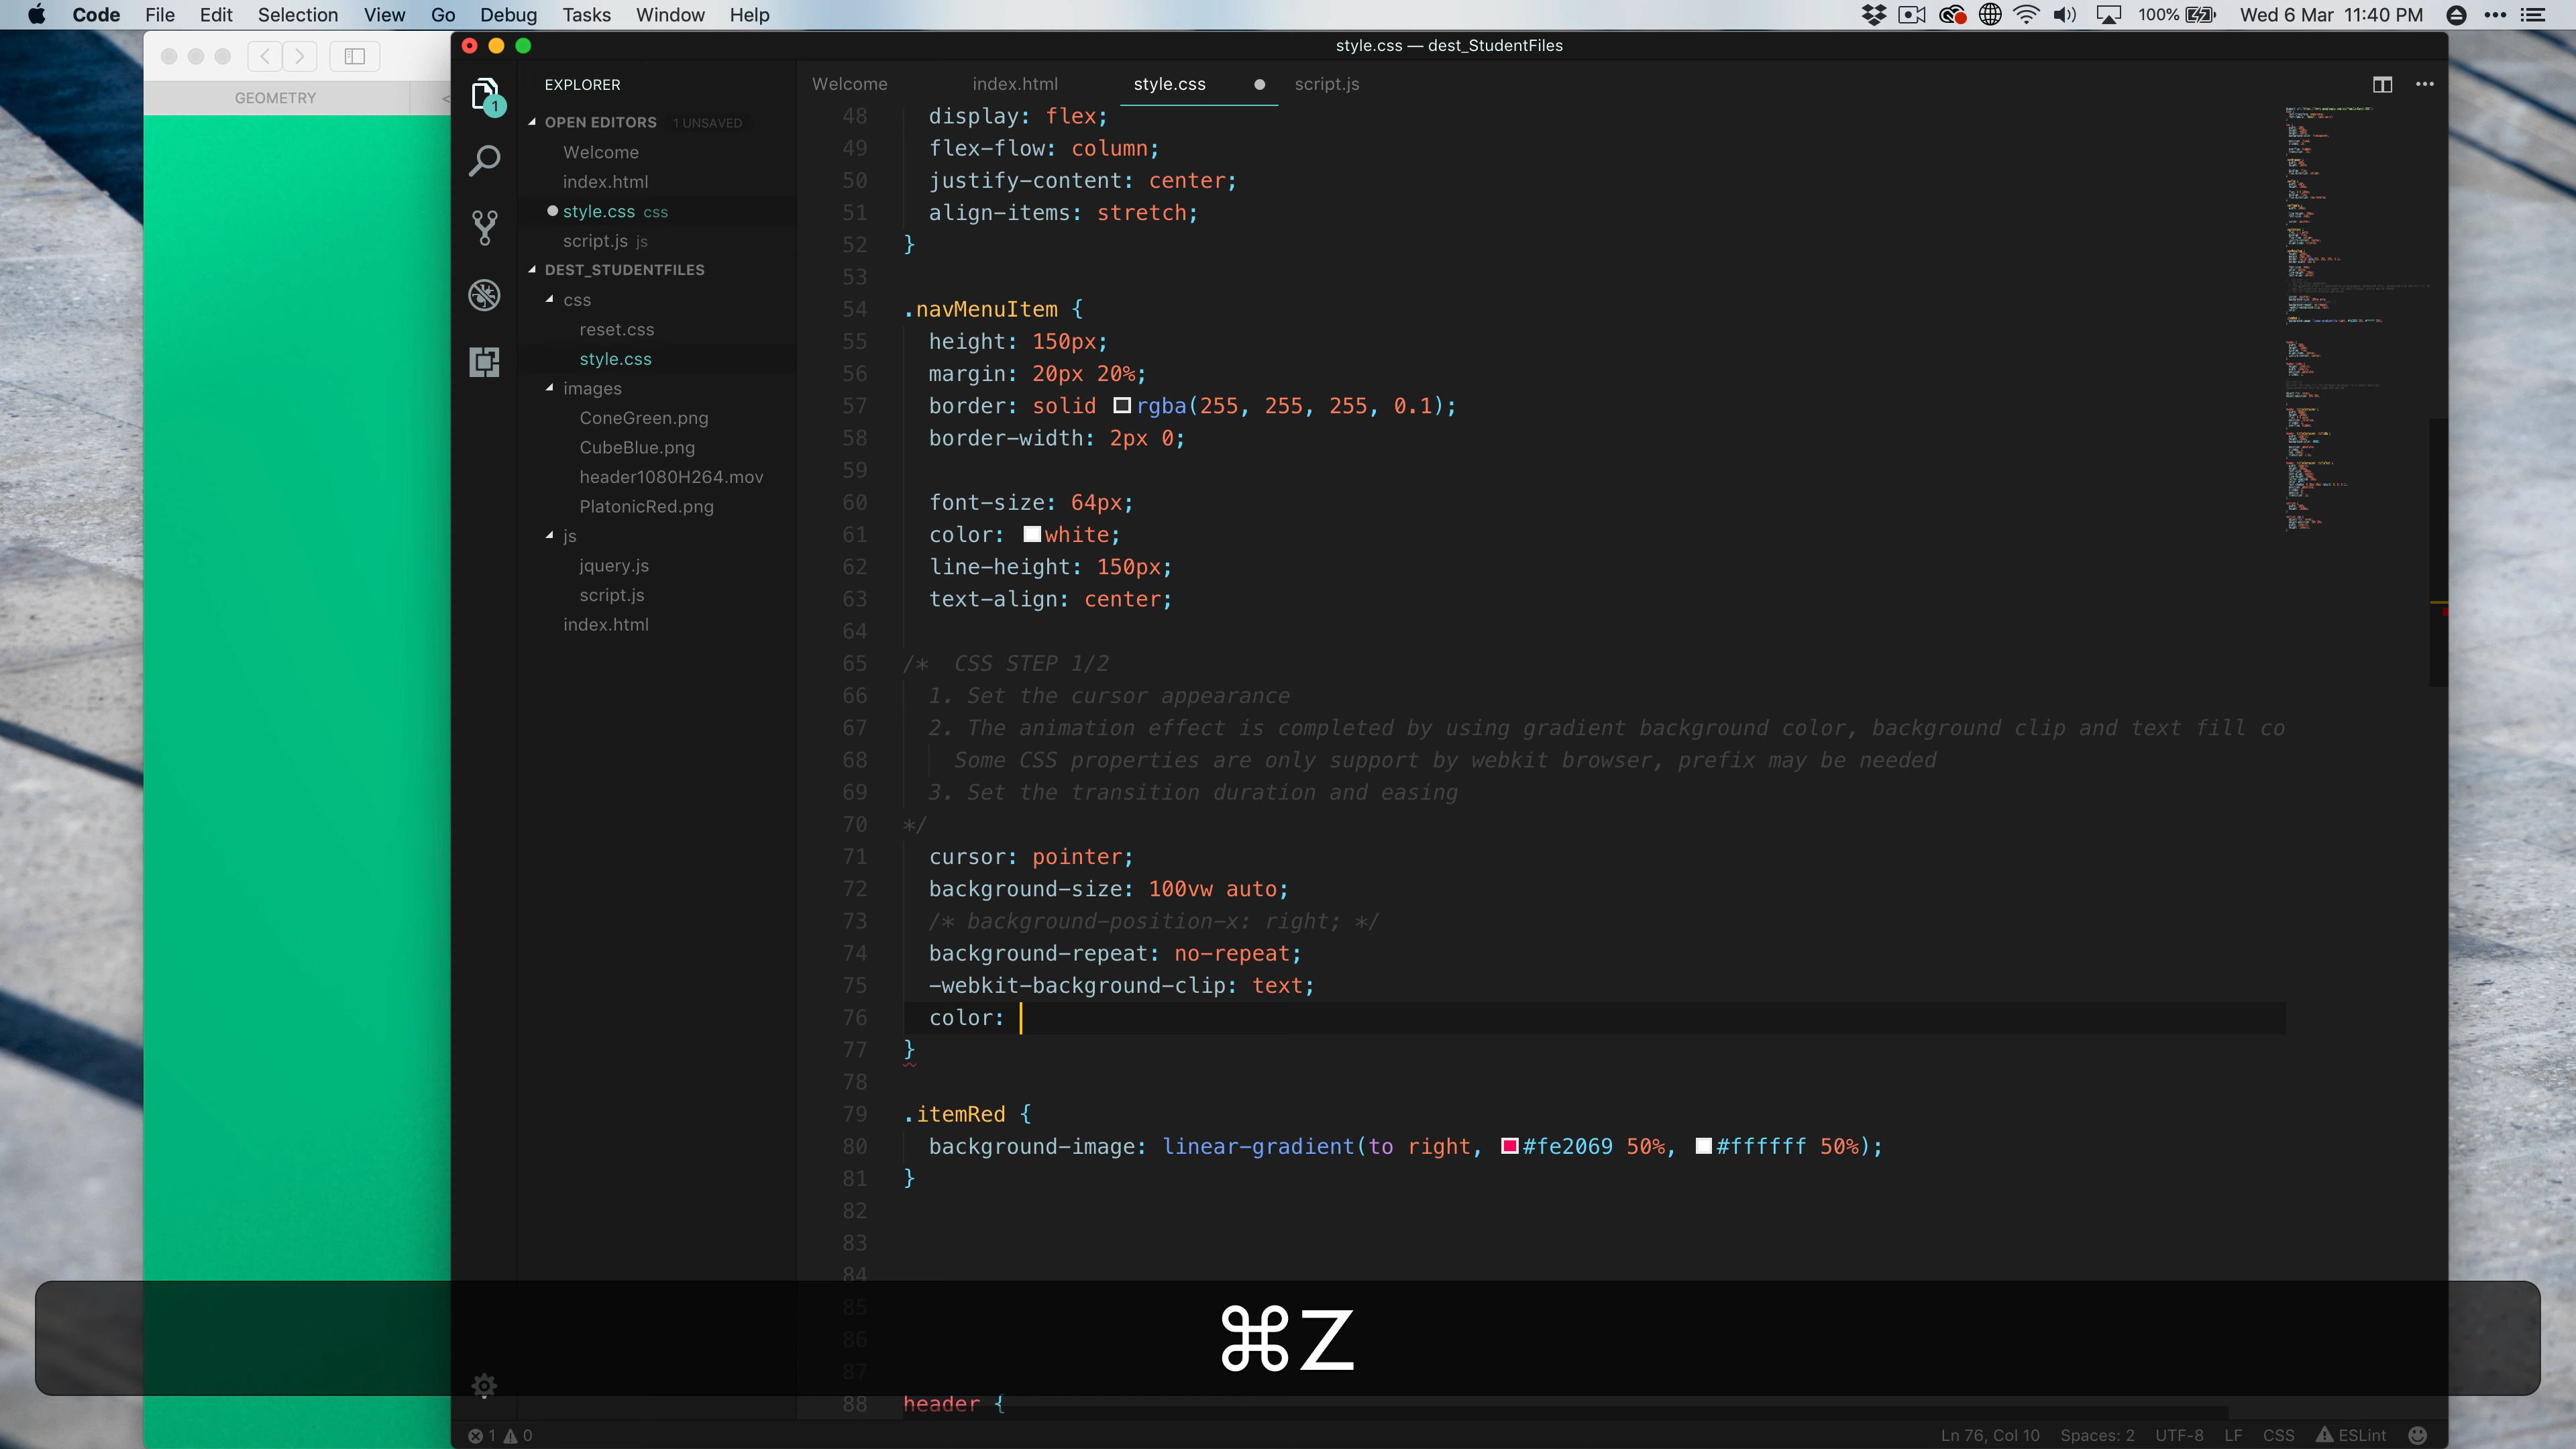 Code File Edit Selection View Go Debug Tasks Window Help 100% Wed 6 Mar 11:40 PM
style.css — dest_StudentFiles
GEOMETRY <
EXPLORER
OPEN EDITORS 1 UNSAVED
Welcome
index.html
style.css css
script.js js
DEST_STUDENTFILES
css
reset.css
style.css
images
ConeGreen.png
CubeBlue.png
header1080H264.mov
PlatonicRed.png
js
jquery.js
script.js
index.html
1
Welcome index.html style.css script.js
48 display: flex;
49 flex-flow: column;
50 justify-content: center;
51 align-items: stretch;
52 }
53
54 .navMenuItem {
55 height: 150px;
56 margin: 20px 20%;
57 border: solid rgba(255, 255, 255, 0.1);
58 border-width: 2px 0;
59
60 font-size: 64px;
61 color: white;
62 line-height: 150px;
63 text-align: center;
64
65 /* CSS STEP 1/2
66 1. Set the cursor appearance
67 2. The animation effect is completed by using gradient background color, background clip and text fill co
68 Some CSS properties are only support by webkit browser, prefix may be needed
69 3. Set the transition duration and easing
70 */
71 cursor: pointer;
72 background-size: 100vw auto;
73 /* background-position-x: right; */
74 background-repeat: no-repeat;
75 -webkit-background-clip: text;
76 color:
77 }
78
79 .itemRed {
80 background-image: linear-gradient(to right, #fe2069 50%, #ffffff 50%);
81 }
82
83
84
85
86
87
88 header {
⌘Z
1 0 Ln 76, Col 10 Spaces: 2 UTF-8 LF CSS ESLint